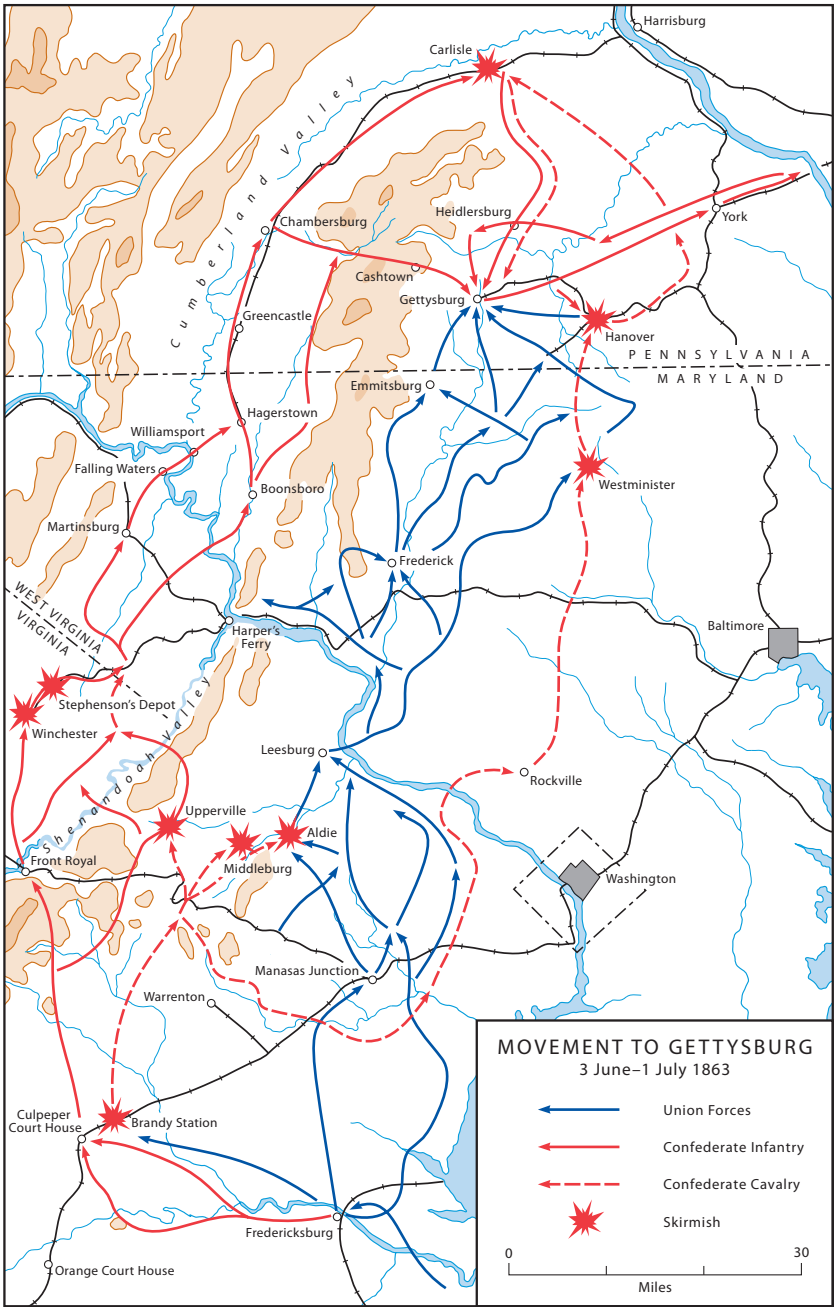 Harrisburg
Carlisle
Cumberland Valley
Chambersburg
Heidlersburg
York
Cashtown
Gettysburg
Greencastle
Hanover
PENNSYLVANIA
MARYLAND
Emmitsburg
Hagerstown
Williamsport
Falling Waters
Boonsboro
Westminister
Martinsburg
Frederick
WEST VIRGINIA
VIRGINIA
Harper's
Ferry
Baltimore
Stephenson's Depot
Winchester
Shenandoah Valley
Leesburg
Rockville
Upperville
Aldie
Middleburg
Front Royal
Washington
Manasas Junction
Warrenton
Culpeper
Court House
Brandy Station
Fredericksburg
Orange Court House
MOVEMENT TO GETTYSBURG
3 June–1 July 1863
Union Forces
Confederate Infantry
Confederate Cavalry
Skirmish
0 30
Miles